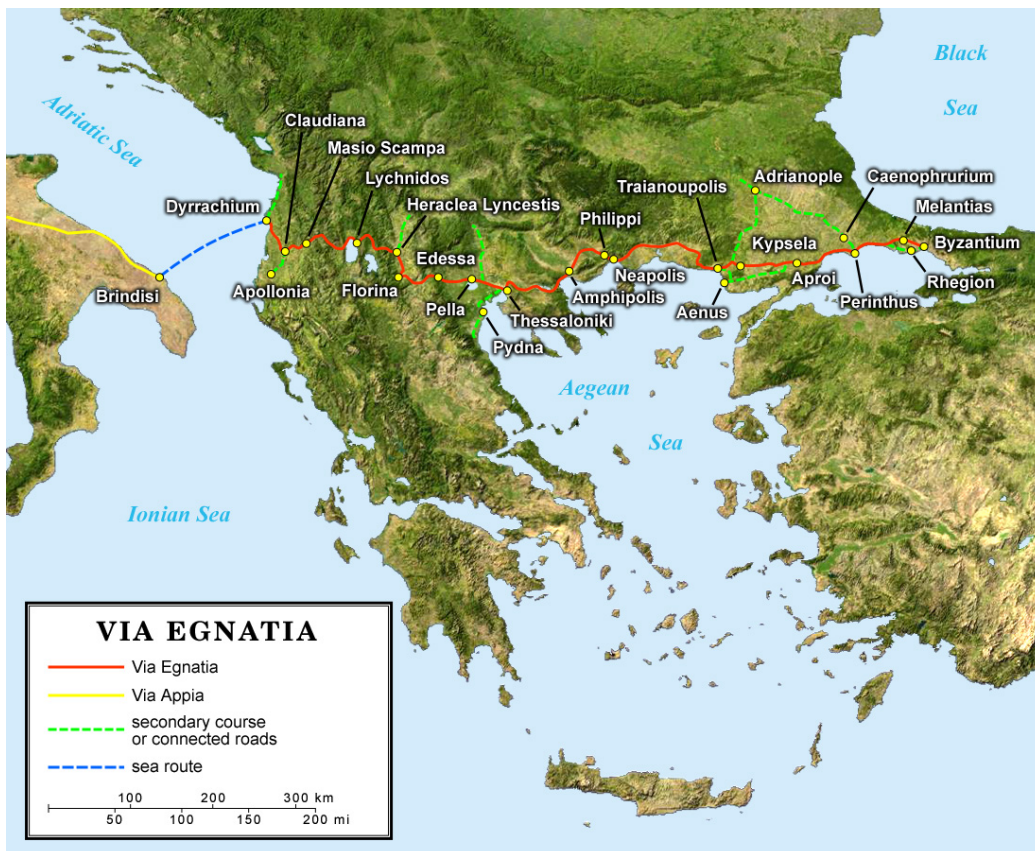 Black
Sea
Adriatic Sea
Claudiana
Masio Scampa
Lychnidos
Heraclea Lyncestis
Dyrrachium
Traianoupolis
Adrianople
Caenophrurium
Melantias
Philippi
Kypsela
Byzantium
Edessa
Neapolis
Aproi
Rhegion
Brindisi
Apollonia
Florina
Pella
Amphipolis
Aenus
Perinthus
Thessaloniki
Pydna
Aegean
Sea
Ionian Sea
VIA EGNATIA
Via Egnatia
Via Appia
secondary course
or connected roads
sea route
100 200 300 km
50 100 150 200 mi